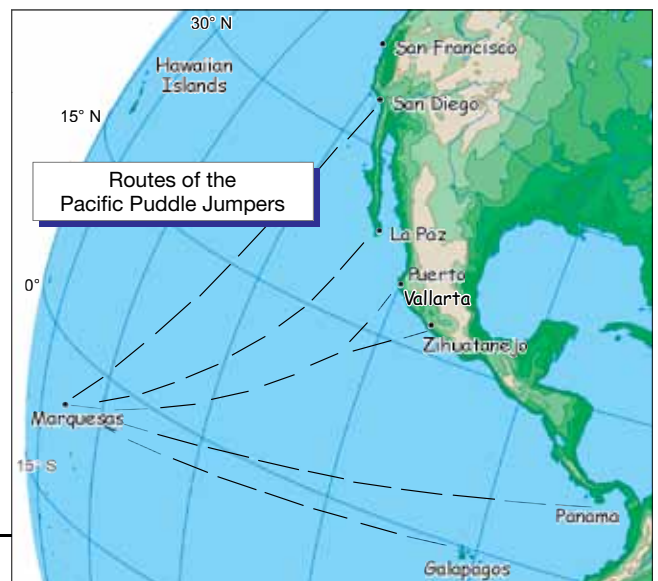 30° N
San Francisco
Hawaiian
Islands
San Diego
15° N
Routes of the
Pacific Puddle Jumpers
La Paz
0°
Puerto
Vallarta
Zihuatanejo
Marquesas
15° S
Panama
Galapagos